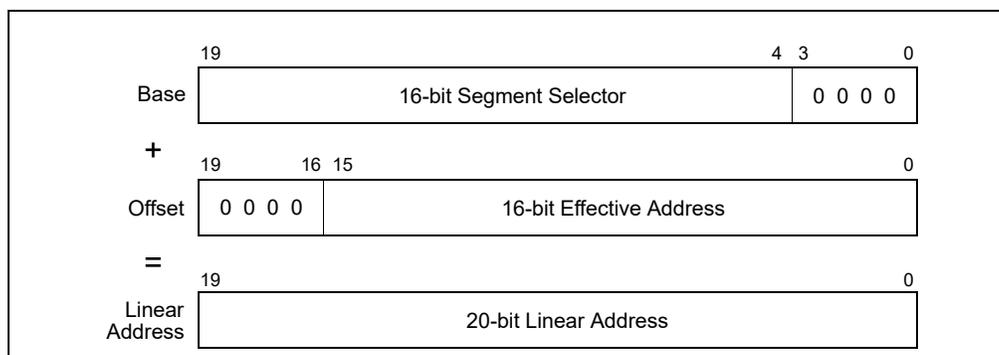 19 4 3 0
Base 16-bit Segment Selector 0 0 0 0
+
19 16 15 0
Offset 0 0 0 0 16-bit Effective Address
=
19 0
Linear
Address 20-bit Linear Address